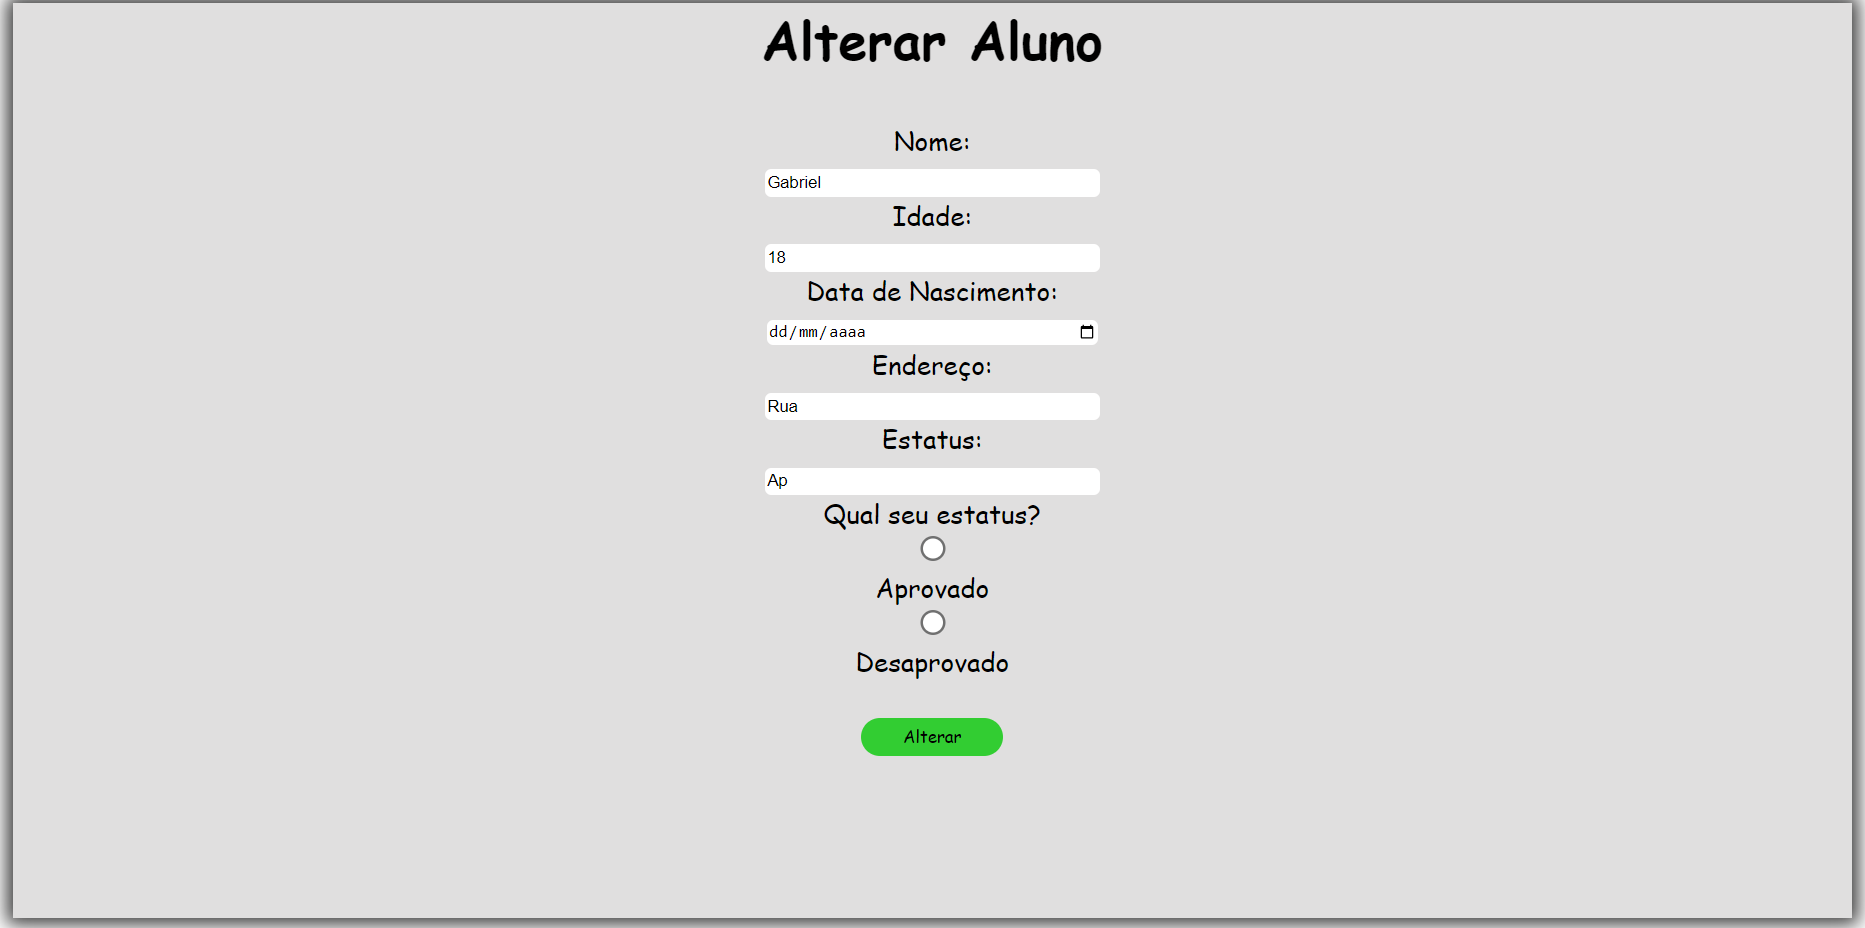 Alterar Aluno
Nome:
Gabriel
Idade:
18
Data de Nascimento:
dd/mm/aaaa
Endereço:
Rua
Estatus:
Ap
Qual seu estatus?
Aprovado
Desaprovado
Alterar